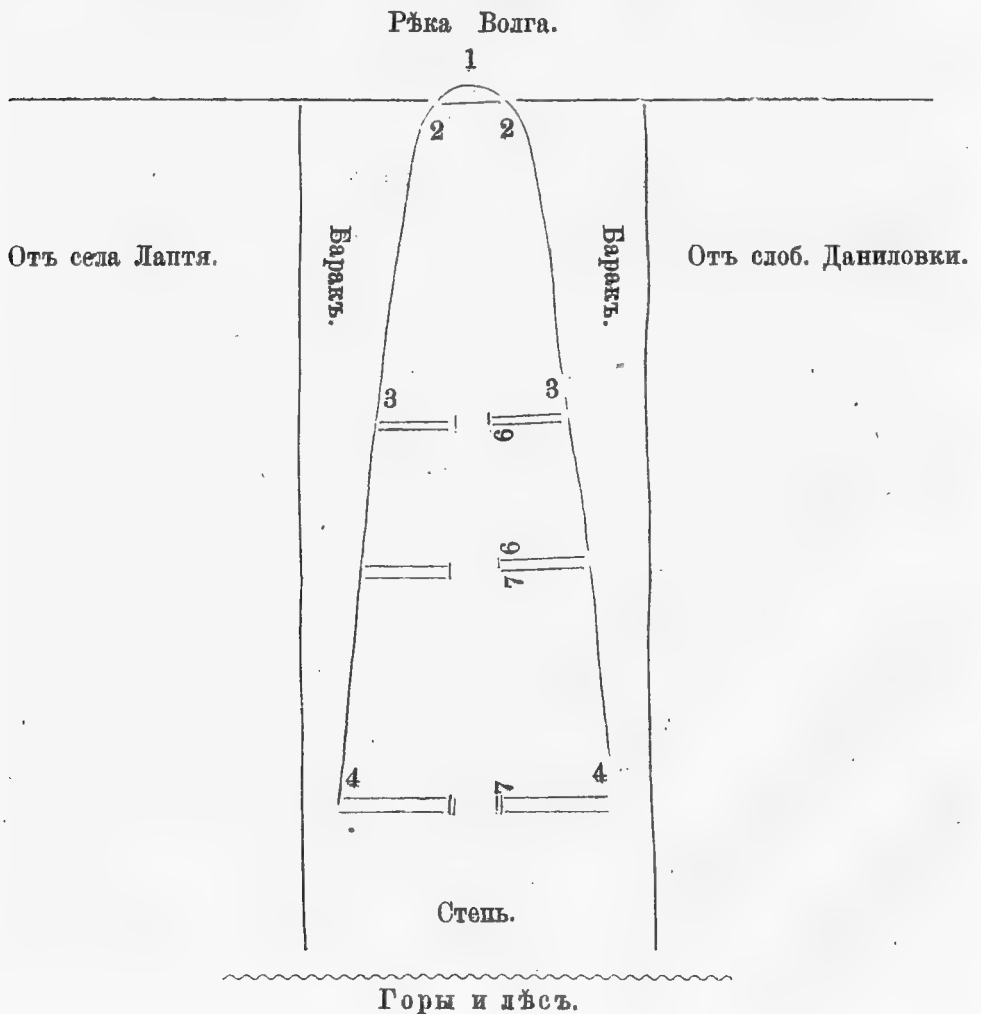 Рѣка Волга.
1
2 2
Баракъ.
Баракъ.
Отъ села Лаптя.
Отъ слоб. Даниловки.
3 3
6
6
7
4 7 4
Степь.
Горы и лѣсъ.